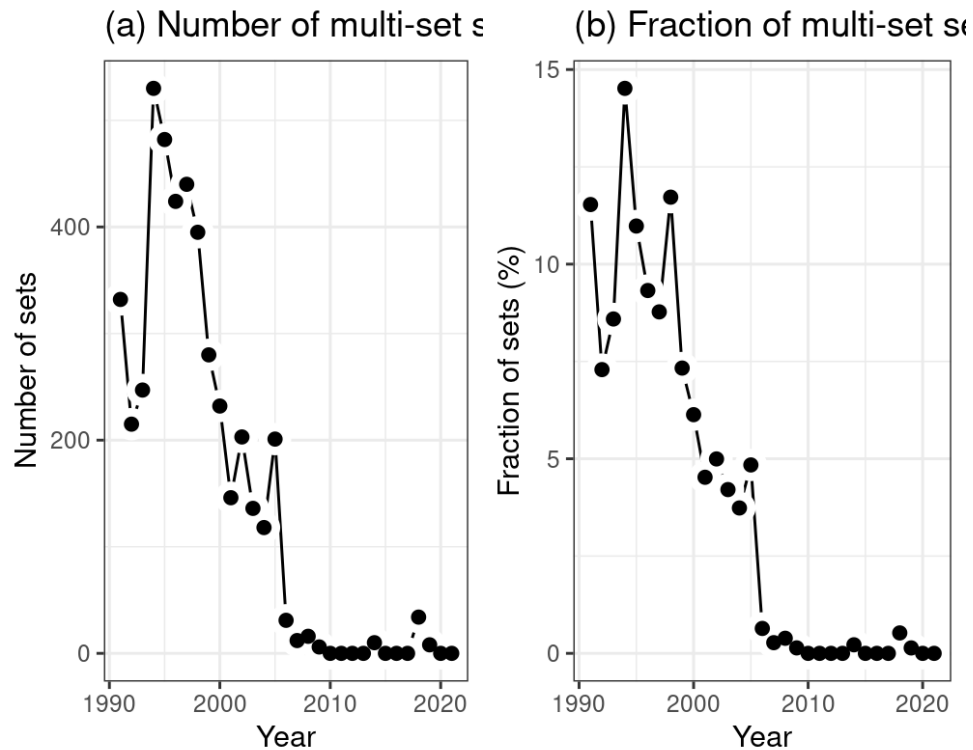 (a) Number of multi-set s
Number of sets
400
200
0
1990
2000
2010
2020
Year
(b) Fraction of multi-set se
Fraction of sets (%)
15
10
5
0
1990
2000
2010
2020
Year